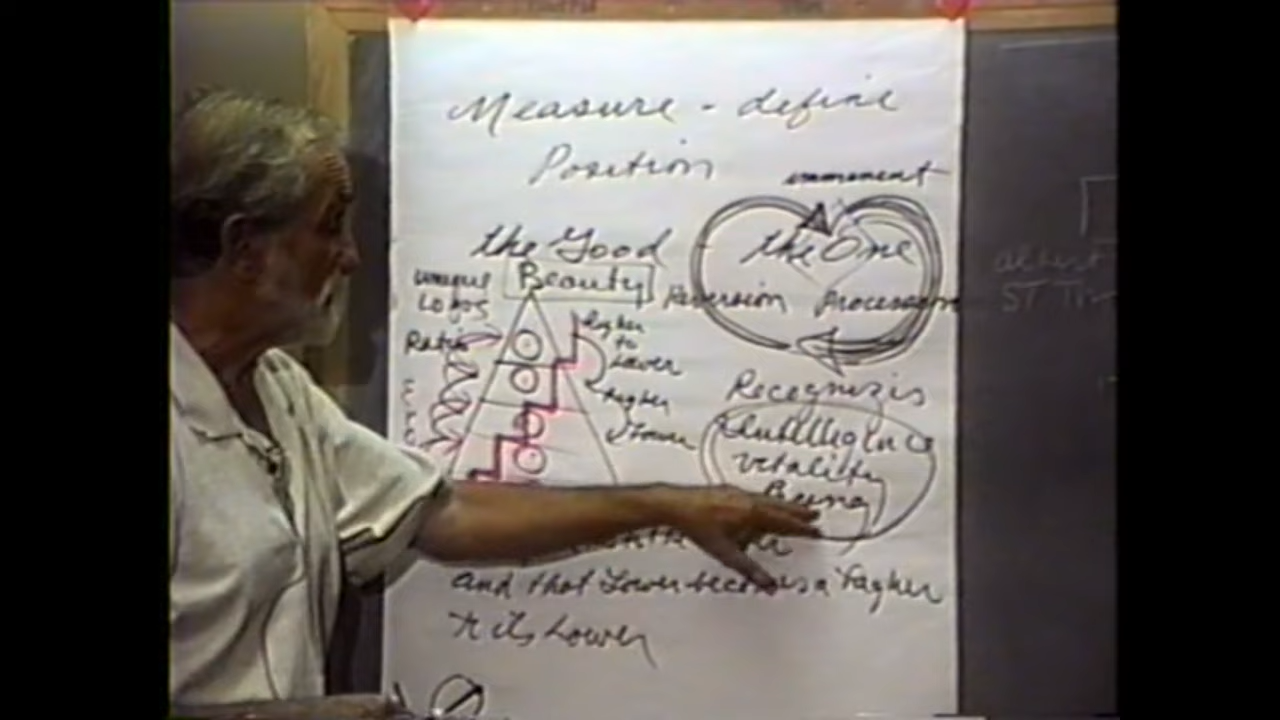 Measure - define
Position
immanent
the Good - the One
unique
Logos
Beauty
Reversion Procession
Ratio
higher
to
Lower
higher
Lower
Recognizes
Intelligence
vitality
Being
and that Lower becomes a higher
to its Lower